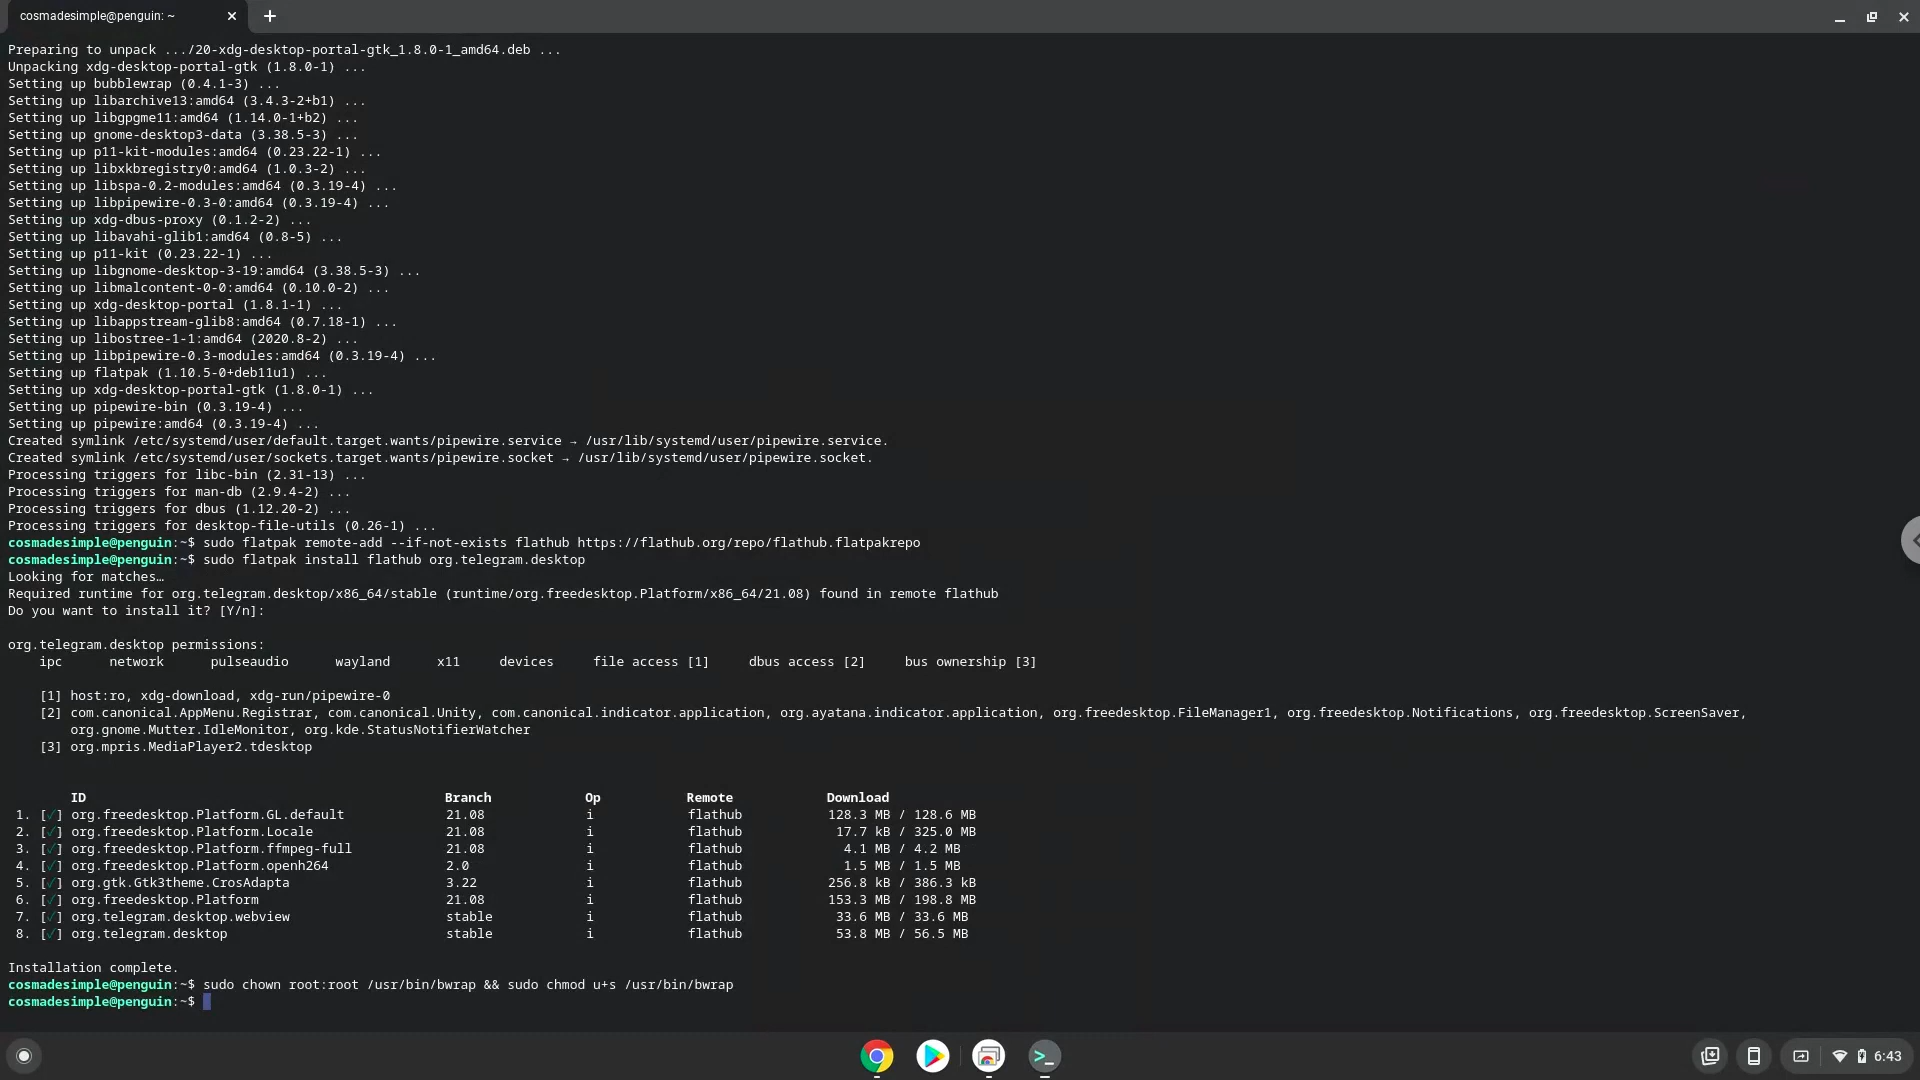 cosmadesimple@penguin: ~
Preparing to unpack .../20-xdg-desktop-portal-gtk_1.8.0-1_amd64.deb ...
Unpacking xdg-desktop-portal-gtk (1.8.0-1) ...
Setting up bubblewrap (0.4.1-3) ...
Setting up libarchive13:amd64 (3.4.3-2+b1) ...
Setting up libgpgme11:amd64 (1.14.0-1+b2) ...
Setting up gnome-desktop3-data (3.38.5-3) ...
Setting up p11-kit-modules:amd64 (0.23.22-1) ...
Setting up libxkbregistry0:amd64 (1.0.3-2) ...
Setting up libspa-0.2-modules:amd64 (0.3.19-4) ...
Setting up libpipewire-0.3-0:amd64 (0.3.19-4) ...
Setting up xdg-dbus-proxy (0.1.2-2) ...
Setting up libavahi-glib1:amd64 (0.8-5) ...
Setting up p11-kit (0.23.22-1) ...
Setting up libgnome-desktop-3-19:amd64 (3.38.5-3) ...
Setting up libmalcontent-0-0:amd64 (0.10.0-2) ...
Setting up xdg-desktop-portal (1.8.1-1) ...
Setting up libappstream-glib8:amd64 (0.7.18-1) ...
Setting up libostree-1-1:amd64 (2020.8-2) ...
Setting up libpipewire-0.3-modules:amd64 (0.3.19-4) ...
Setting up flatpak (1.10.5-0+deb11u1) ...
Setting up xdg-desktop-portal-gtk (1.8.0-1) ...
Setting up pipewire-bin (0.3.19-4) ...
Setting up pipewire:amd64 (0.3.19-4) ...
Created symlink /etc/systemd/user/default.target.wants/pipewire.service → /usr/lib/systemd/user/pipewire.service.
Created symlink /etc/systemd/user/sockets.target.wants/pipewire.socket → /usr/lib/systemd/user/pipewire.socket.
Processing triggers for libc-bin (2.31-13) ...
Processing triggers for man-db (2.9.4-2) ...
Processing triggers for dbus (1.12.20-2) ...
Processing triggers for desktop-file-utils (0.26-1) ...
cosmadesimple@penguin:~$ sudo flatpak remote-add --if-not-exists flathub https://flathub.org/repo/flathub.flatpakrepo
cosmadesimple@penguin:~$ sudo flatpak install flathub org.telegram.desktop
Looking for matches…
Required runtime for org.telegram.desktop/x86_64/stable (runtime/org.freedesktop.Platform/x86_64/21.08) found in remote flathub
Do you want to install it? [Y/n]:
org.telegram.desktop permissions:
ipc network pulseaudio wayland x11 devices file access [1] dbus access [2] bus ownership [3]
[1] host:ro, xdg-download, xdg-run/pipewire-0
[2] com.canonical.AppMenu.Registrar, com.canonical.Unity, com.canonical.indicator.application, org.ayatana.indicator.application, org.freedesktop.FileManager1, org.freedesktop.Notifications, org.freedesktop.ScreenSaver,
org.gnome.Mutter.IdleMonitor, org.kde.StatusNotifierWatcher
[3] org.mpris.MediaPlayer2.tdesktop
ID Branch Op Remote Download
1. [✓] org.freedesktop.Platform.GL.default 21.08 i flathub 128.3 MB / 128.6 MB
2. [✓] org.freedesktop.Platform.Locale 21.08 i flathub 17.7 kB / 325.0 MB
3. [✓] org.freedesktop.Platform.ffmpeg-full 21.08 i flathub 4.1 MB / 4.2 MB
4. [✓] org.freedesktop.Platform.openh264 2.0 i flathub 1.5 MB / 1.5 MB
5. [✓] org.gtk.Gtk3theme.CrosAdapta 3.22 i flathub 256.8 kB / 386.3 kB
6. [✓] org.freedesktop.Platform 21.08 i flathub 153.3 MB / 198.8 MB
7. [✓] org.telegram.desktop.webview stable i flathub 33.6 MB / 33.6 MB
8. [✓] org.telegram.desktop stable i flathub 53.8 MB / 56.5 MB
Installation complete.
cosmadesimple@penguin:~$ sudo chown root:root /usr/bin/bwrap && sudo chmod u+s /usr/bin/bwrap
cosmadesimple@penguin:~$
6:43